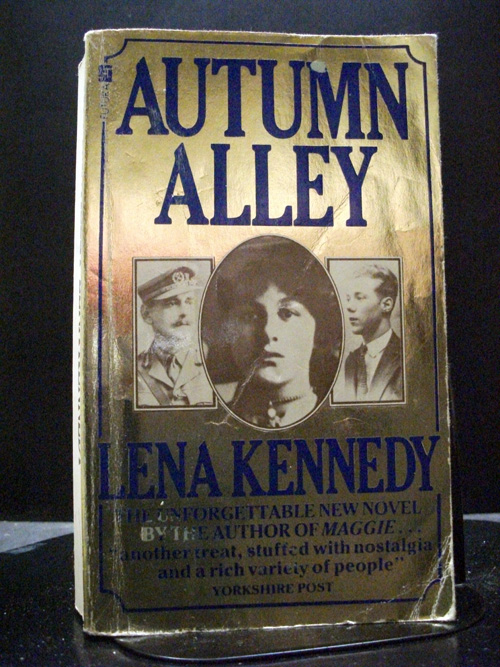 FUTURA
AUTUMN
ALLEY
LENA KENNEDY
THE UNFORGETTABLE NEW NOVEL
BY THE AUTHOR OF MAGGIE...
"another treat, stuffed with nostalgia
and a rich variety of people"
YORKSHIRE POST